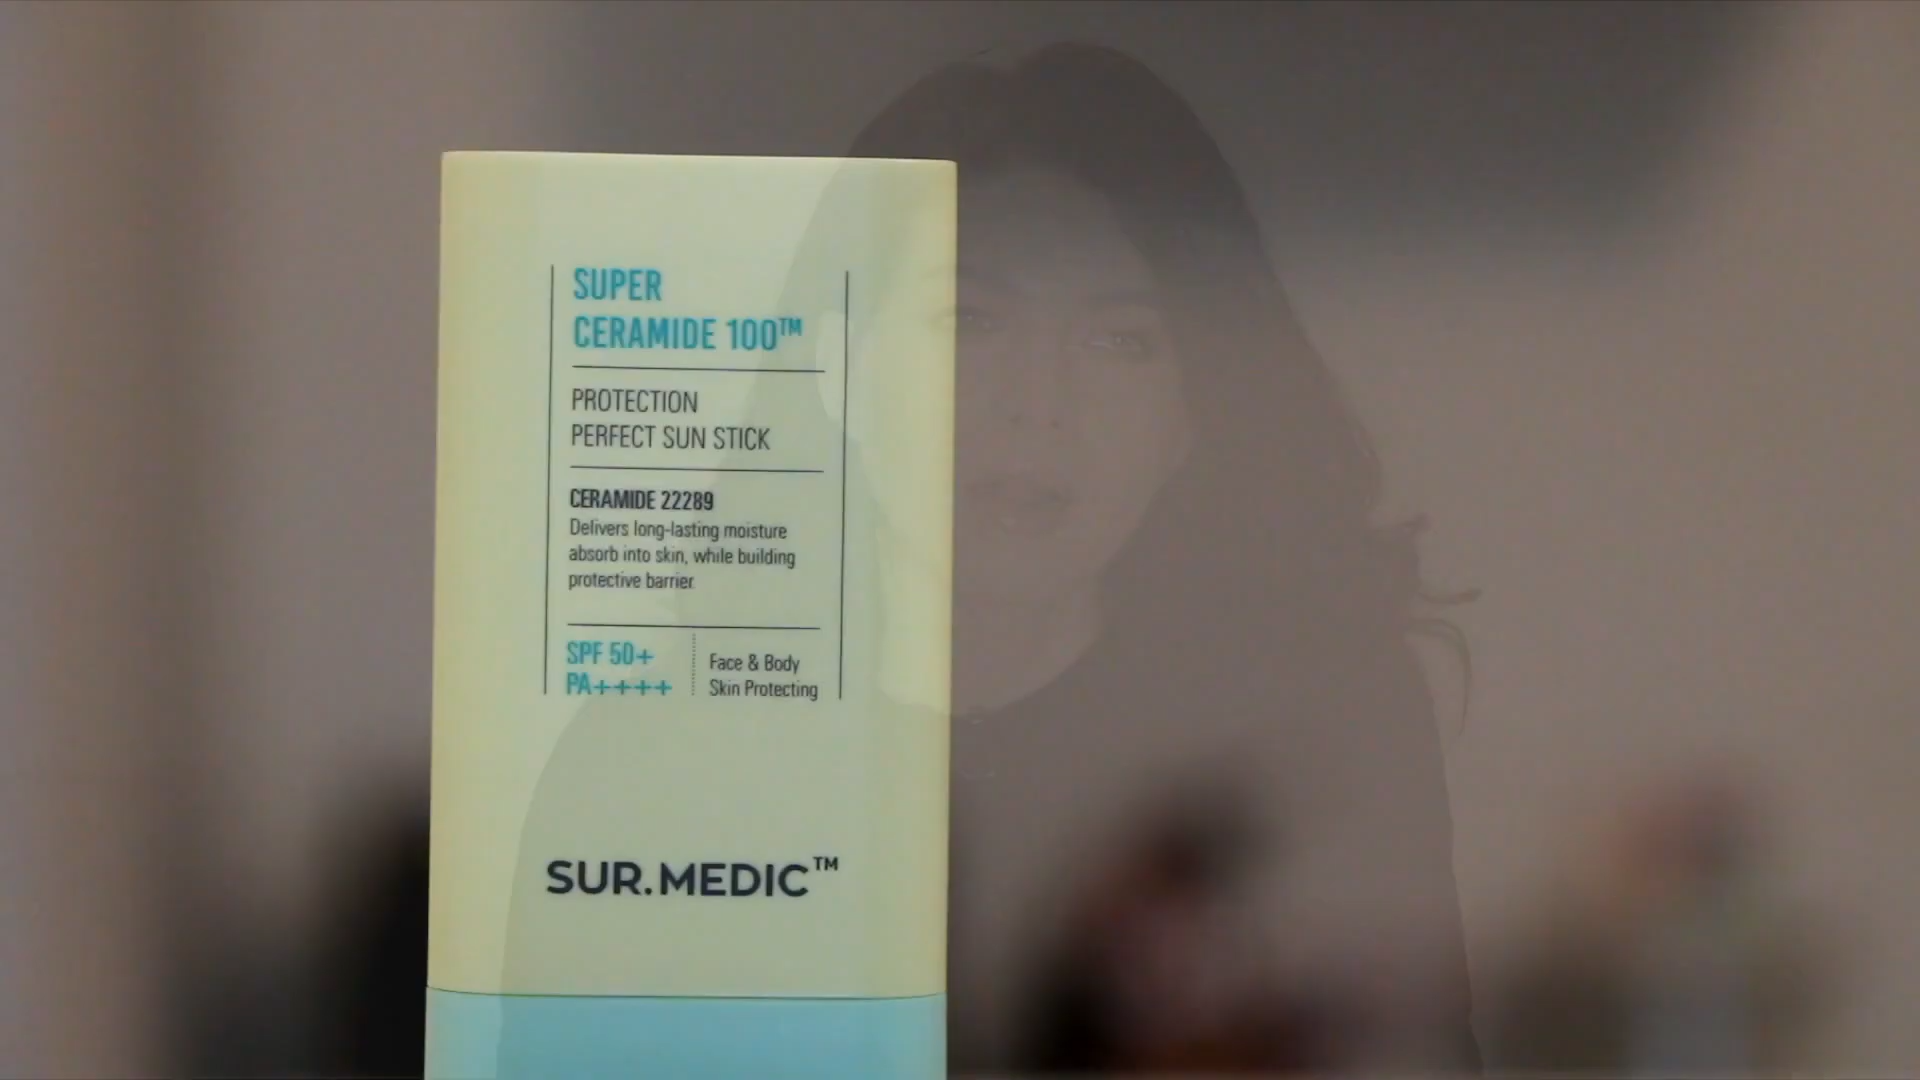 SUPER
CERAMIDE 100™
PROTECTION
PERFECT SUN STICK
CERAMIDE 22289
Delivers long-lasting moisture
absorb into skin, while building
protective barrier.
SPF 50+
PA++++
Face & Body
Skin Protecting
SUR.MEDIC™